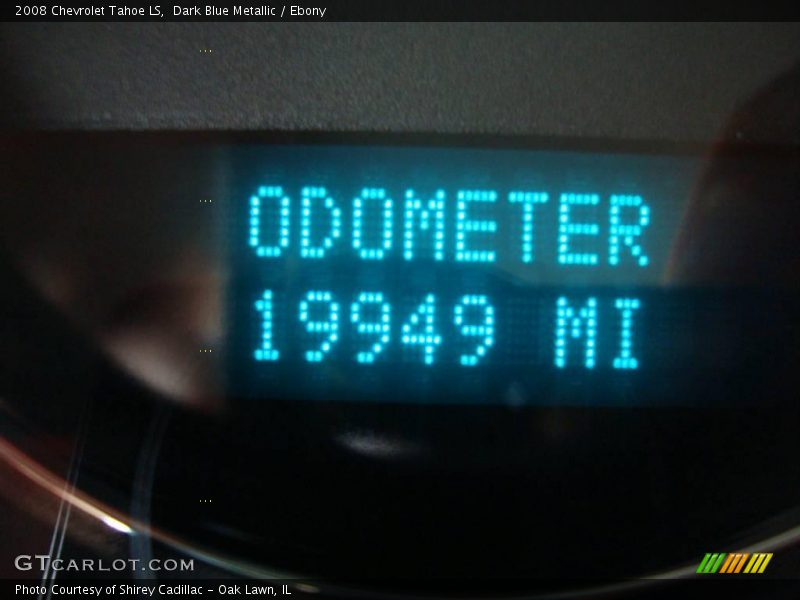 2008 Chevrolet Tahoe LS,  Dark Blue Metallic / Ebony
ODOMETER
19949 MI
GTCARLOT.COM
Photo Courtesy of Shirey Cadillac - Oak Lawn, IL